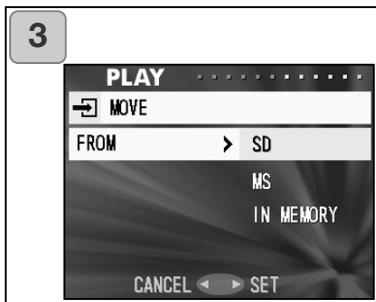 3
PLAY
MOVE
FROM > SD
MS
IN MEMORY
CANCEL ◀ ▶ SET